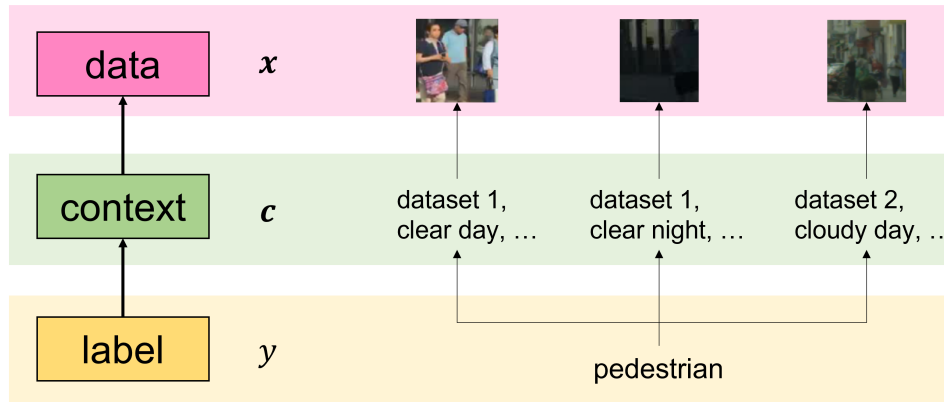 data
x
context
c
dataset 1,
clear day, …
dataset 1,
clear night, …
dataset 2,
cloudy day, ..
label
y
pedestrian